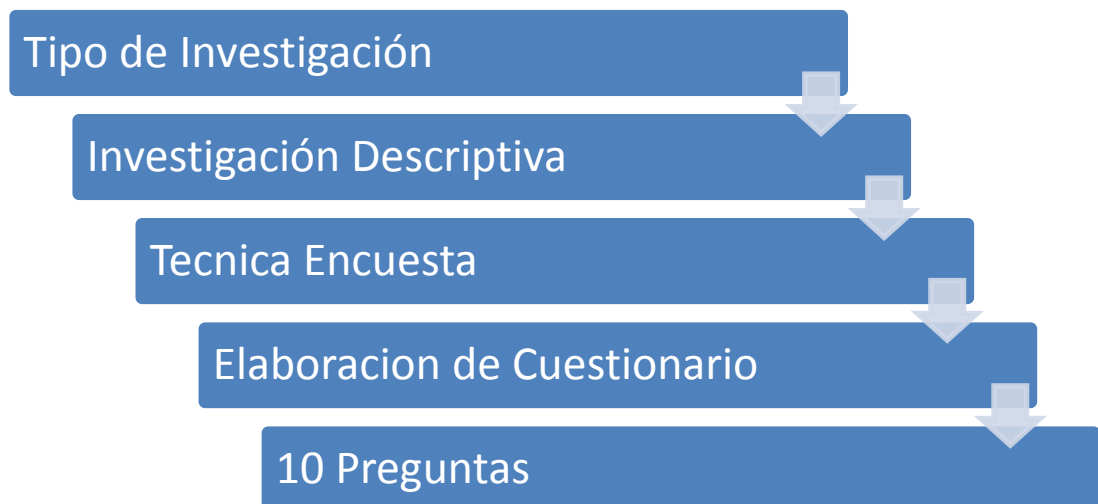 Tipo de Investigación
Investigación Descriptiva
Tecnica Encuesta
Elaboracion de Cuestionario
10 Preguntas